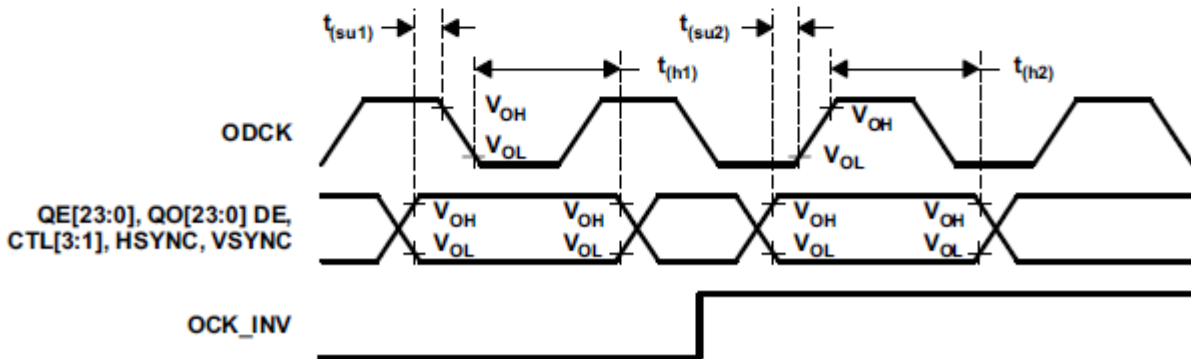 t(su1)
t(su2)
t(h1)
t(h2)
ODCK
VOH
VOL
VOH
VOL
QE[23:0], QO[23:0] DE,
CTL[3:1], HSYNC, VSYNC
VOH VOH VOH VOH
VOL VOL VOL VOL
OCK_INV